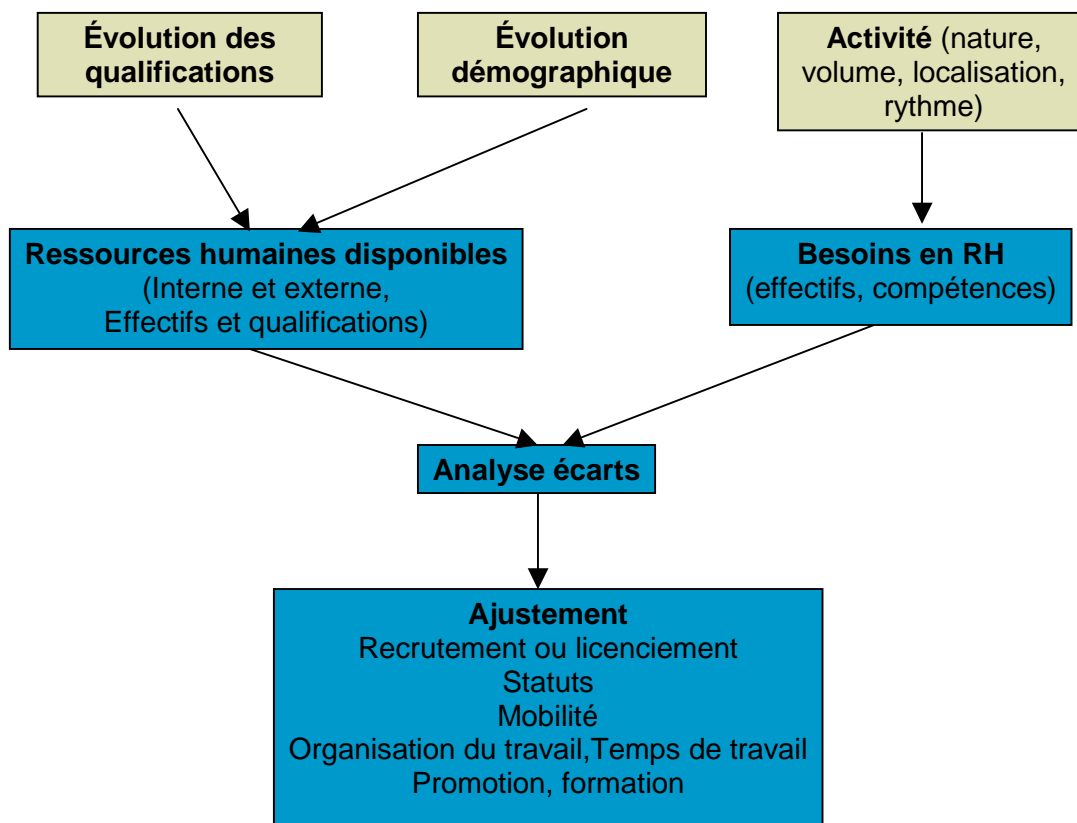 Évolution des
qualifications
Évolution
démographique
Activité (nature,
volume, localisation,
rythme)
Ressources humaines disponibles
(Interne et externe,
Effectifs et qualifications)
Besoins en RH
(effectifs, compétences)
Analyse écarts
Ajustement
Recrutement ou licenciement
Statuts
Mobilité
Organisation du travail,Temps de travail
Promotion, formation